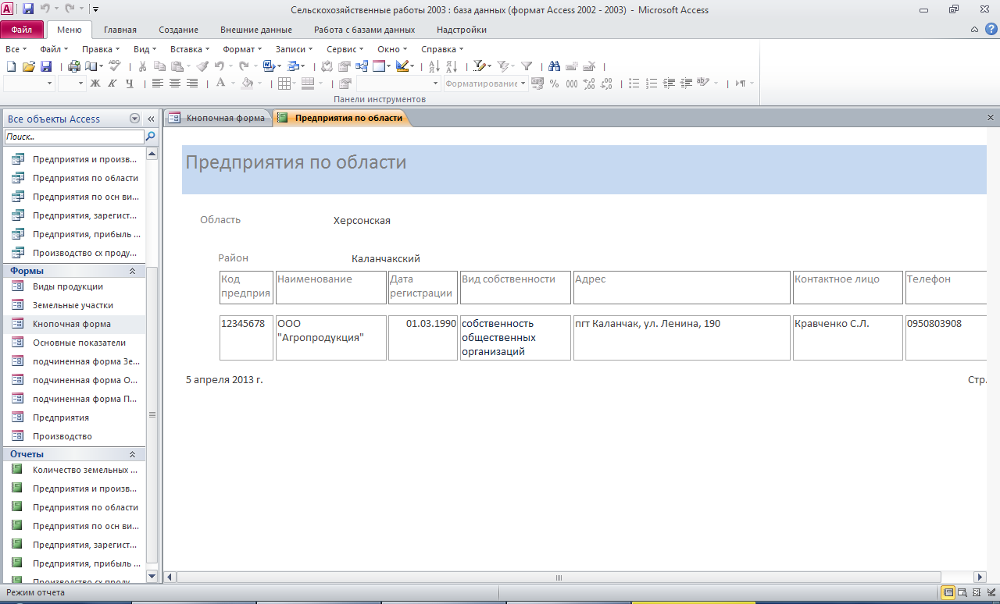 Сельскохозяйственные работы 2003 : база данных (формат Access 2002 - 2003) - Microsoft Access
Файл Меню Главная Создание Внешние данные Работа с базами данных Надстройки
Все Файл Правка Вид Вставка Формат Записи Сервис Окно Справка
Ж К Ч Форматирование % 000
Панели инструментов
Все объекты Access
Поиск...
Предприятия и произв...
Предприятия по области
Предприятия по осн ви...
Предприятия, зарегист...
Предприятия, прибыль ...
Производство сх проду...
Формы
Виды продукции
Земельные участки
Кнопочная форма
Основные показатели
подчиненная форма Зе...
подчиненная форма О...
подчиненная форма П...
Предприятия
Производство
Отчеты
Количество земельных ...
Предприятия и произв...
Предприятия по области
Предприятия по осн ви...
Предприятия, зарегист...
Предприятия, прибыль ...
Производство сх проду...
Кнопочная форма Предприятия по области
Предприятия по области
Область Херсонская
Район Каланчакский
Код Наименование Дата Вид собственности Адрес Контактное лицо Телефон
предприя регистрации
12345678 ООО 01.03.1990 собственность пгт Каланчак, ул. Ленина, 190 Кравченко С.Л. 0950803908
"Агропродукция" общественных
организаций
5 апреля 2013 г. Стр.
Режим отчета